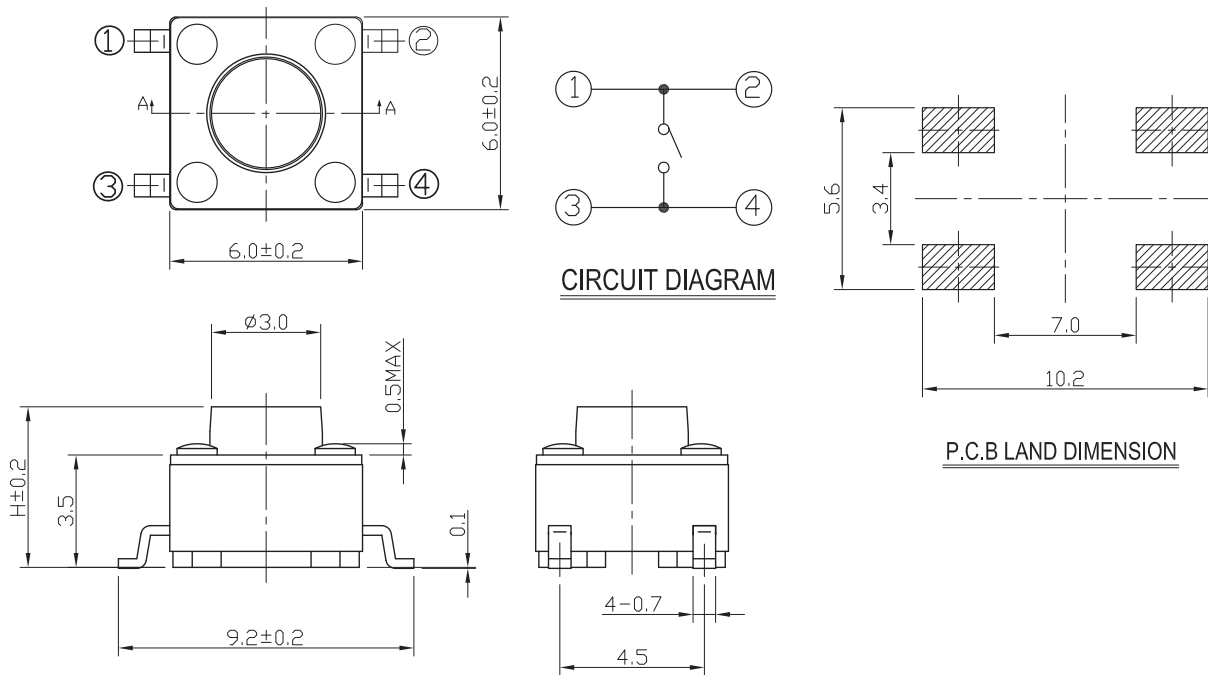 1
2
A
A
3
4
6.0±0.2
6.0±0.2
1
2
3
4
CIRCUIT DIAGRAM
5.6
3.4
7.0
10.2
P.C.B LAND DIMENSION
ø3.0
0.5MAX
H±0.2
3.5
0.1
9.2±0.2
4-0.7
4.5